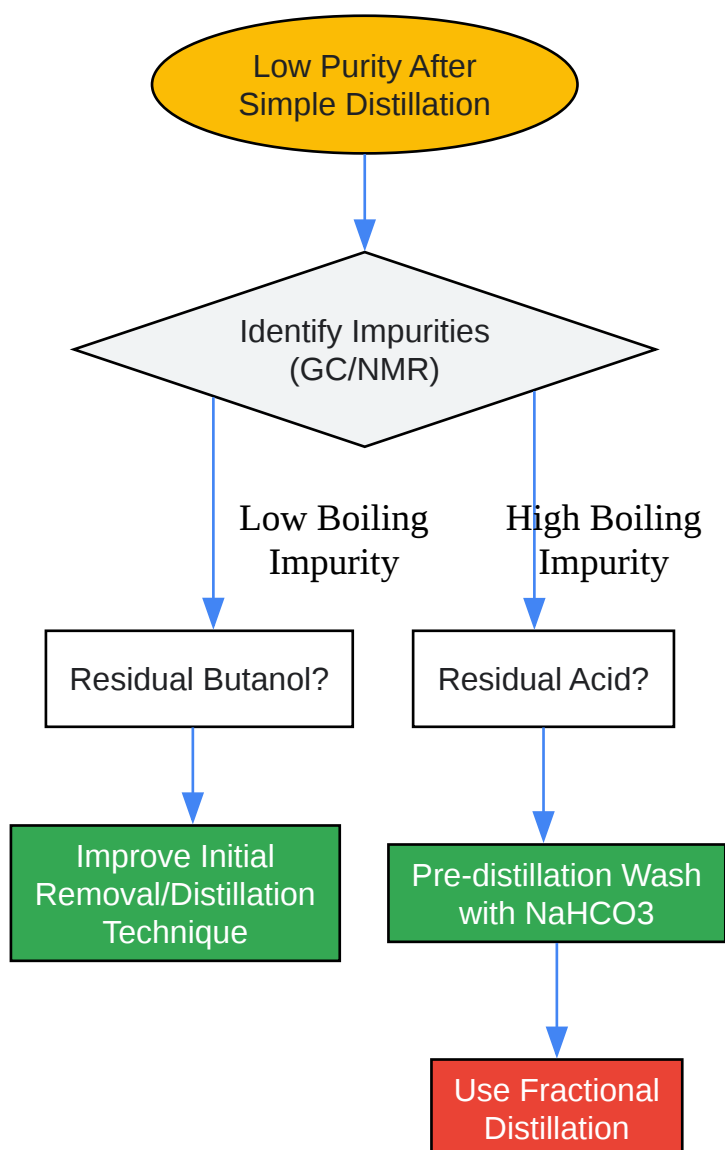 Low Purity After
Simple Distillation
Identify Impurities
(GC/NMR)
Low Boiling
Impurity
High Boiling
Impurity
Residual Butanol?
Residual Acid?
Improve Initial
Removal/Distillation
Technique
Pre-distillation Wash
with NaHCO3
Use Fractional
Distillation